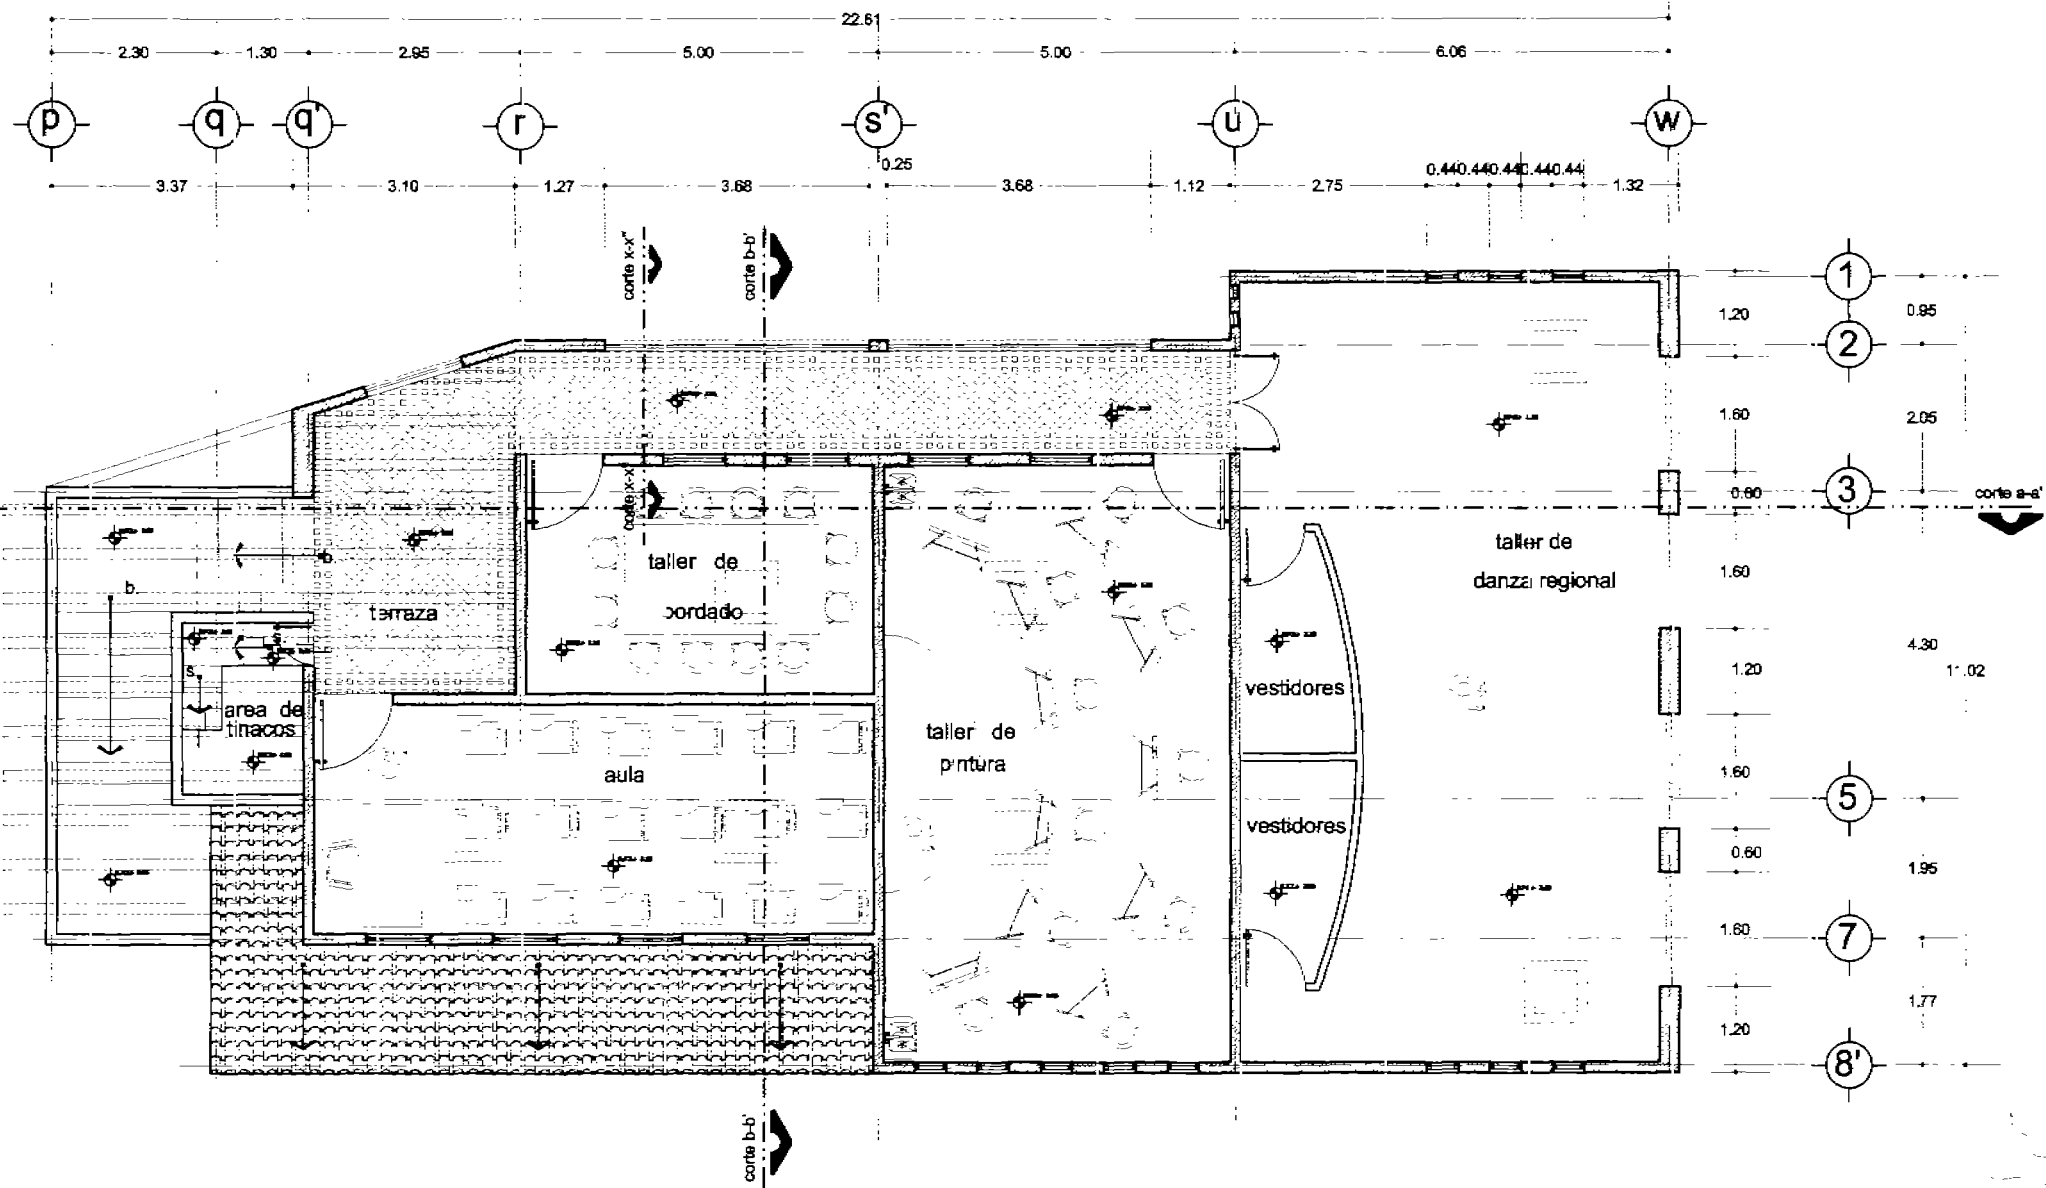 22.61
2.30 1.30 2.95 5.00 5.00 6.06
p q q' r s' u w
0.25
3.37 3.10 1.27 3.68 3.68 1.12 2.75 0.44 0.44 0.44 0.44 0.44 1.32
corte x-x'' corte b-b'
1
1.20 0.95
2
1.60 2.05
3
corte x-x'' 0.60 corte a-a'
taller de
bordado
taller de
danza regional
1.60
b
b
terraza
4.30
s
area de
tinacos
vestidores
1.20 11.02
taller de
pintura
aula
1.60
5
vestidores
0.60
1.95
1.60
7
1.77
1.20
8'
corte b-b'